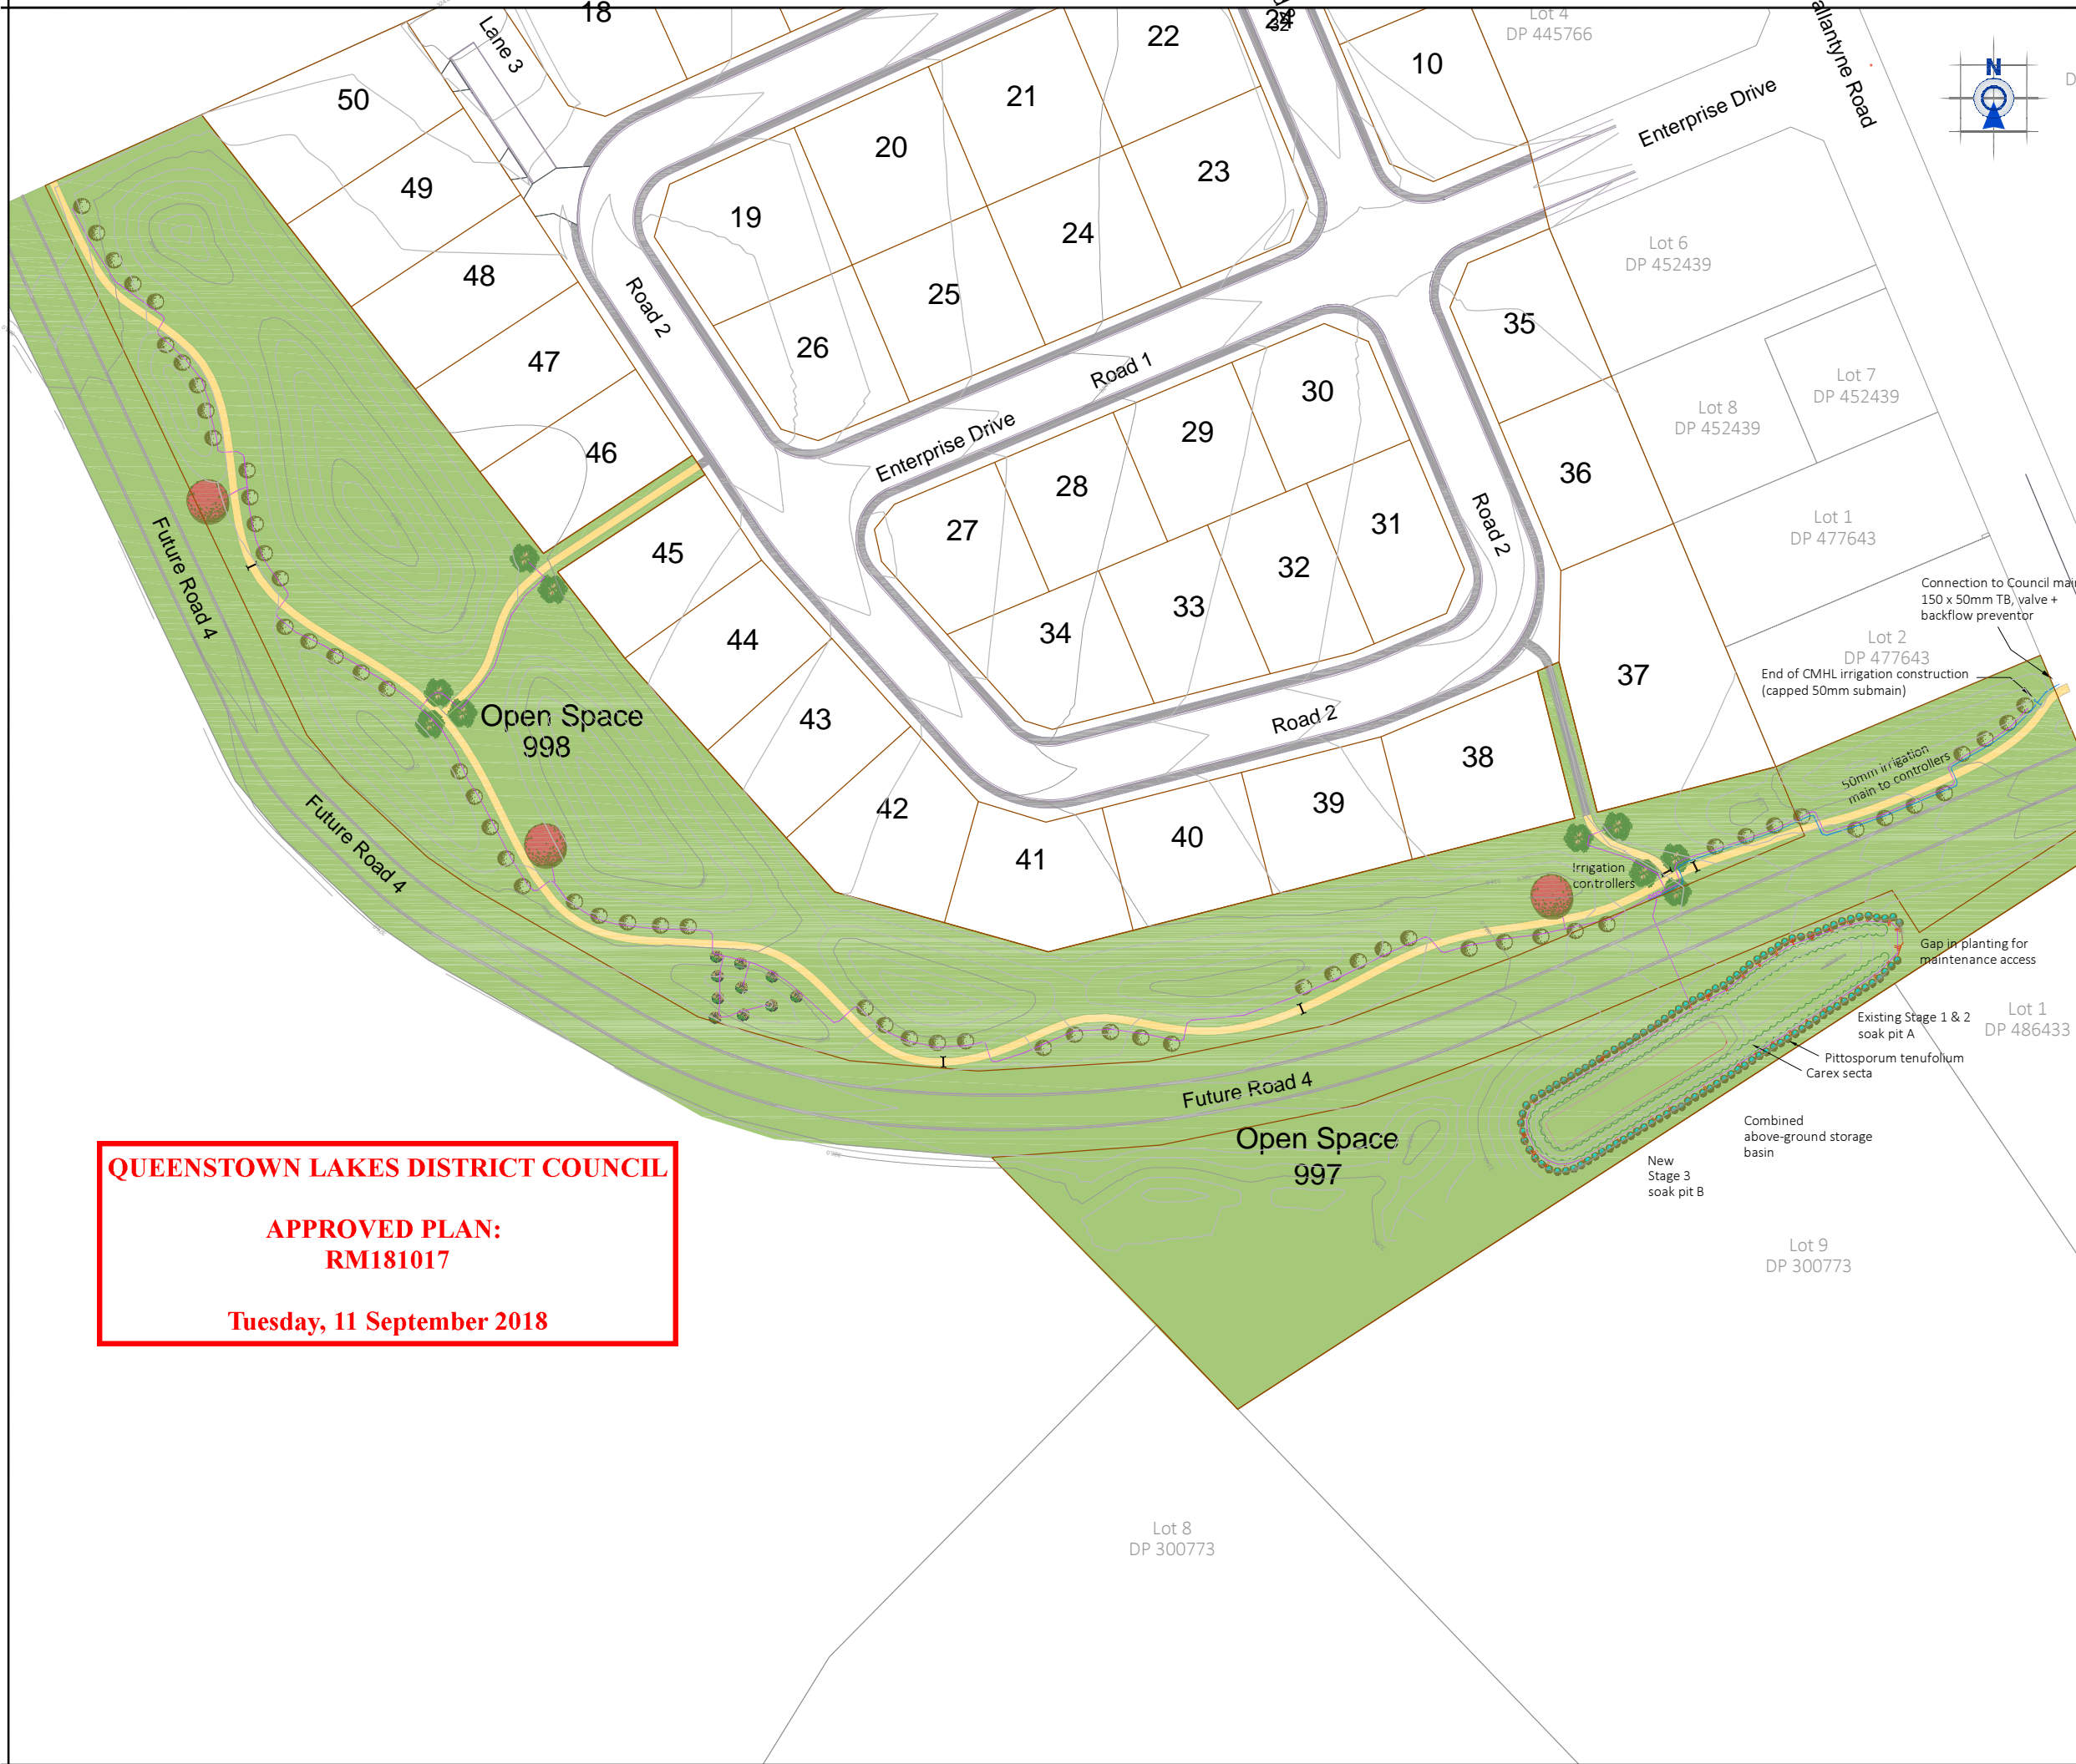 18
Lane 3
22
10
Lot 4
DP 445766
allantyne Road
N
D
50
21
Enterprise Drive
20
49
23
19
24
Lot 6
DP 452439
48
25
Road 2
35
26
47
Road 1
30
Lot 7
DP 452439
Lot 8
DP 452439
29
Enterprise Drive
46
36
28
27
31
Road 2
Lot 1
DP 477643
45
32
Future Road 4
Connection to Council main
150 x 50mm TB, valve +
backflow preventor
33
34
44
Lot 2
DP 477643
37
End of CMHL irrigation construction
(capped 50mm submain)
Open Space
998
43
Road 2
38
50mm irrigation
main to controllers
42
39
40
41
Future Road 4
Irrigation
controllers
Gap in planting for
maintenance access
Existing Stage 1 & 2
soak pit A
Lot 1
DP 486433
Pittosporum tenufolium
Carex secta
Future Road 4
Combined
above-ground storage
basin
Open Space
997
New
Stage 3
soak pit B
QUEENSTOWN LAKES DISTRICT COUNCIL
APPROVED PLAN:
RM181017
Tuesday, 11 September 2018
Lot 9
DP 300773
Lot 8
DP 300773